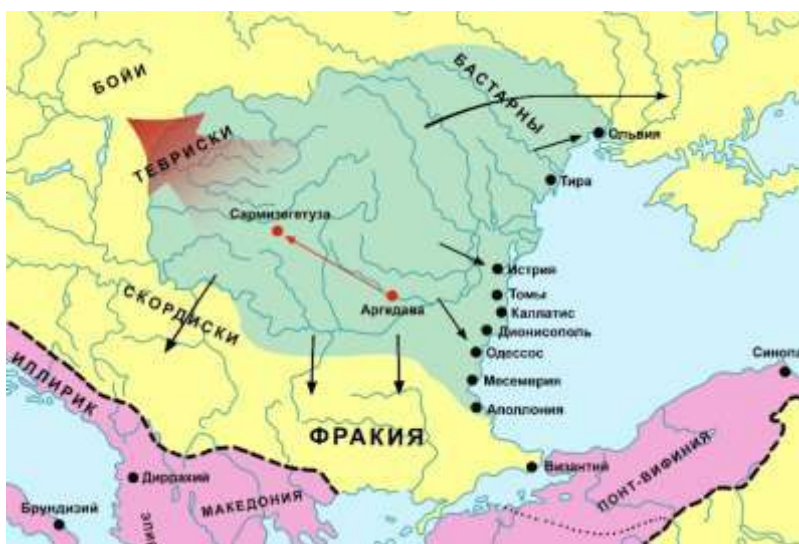 БОЙИ
ТЕВРИСКИ
БАСТАРНЫ
Ольвия
Тира
Сармизегетуза
Аргедава
Истрия
Томы
Каллатис
Дионисополь
Одессос
Месемврия
Аполлония
СКОРДИСКИ
ИЛЛИРИК
ФРАКИЯ
Синопа
Византий
ПОНТ-ВИФИНИЯ
Диррахий
МАКЕДОНИЯ
Брундизий
ЭПИ